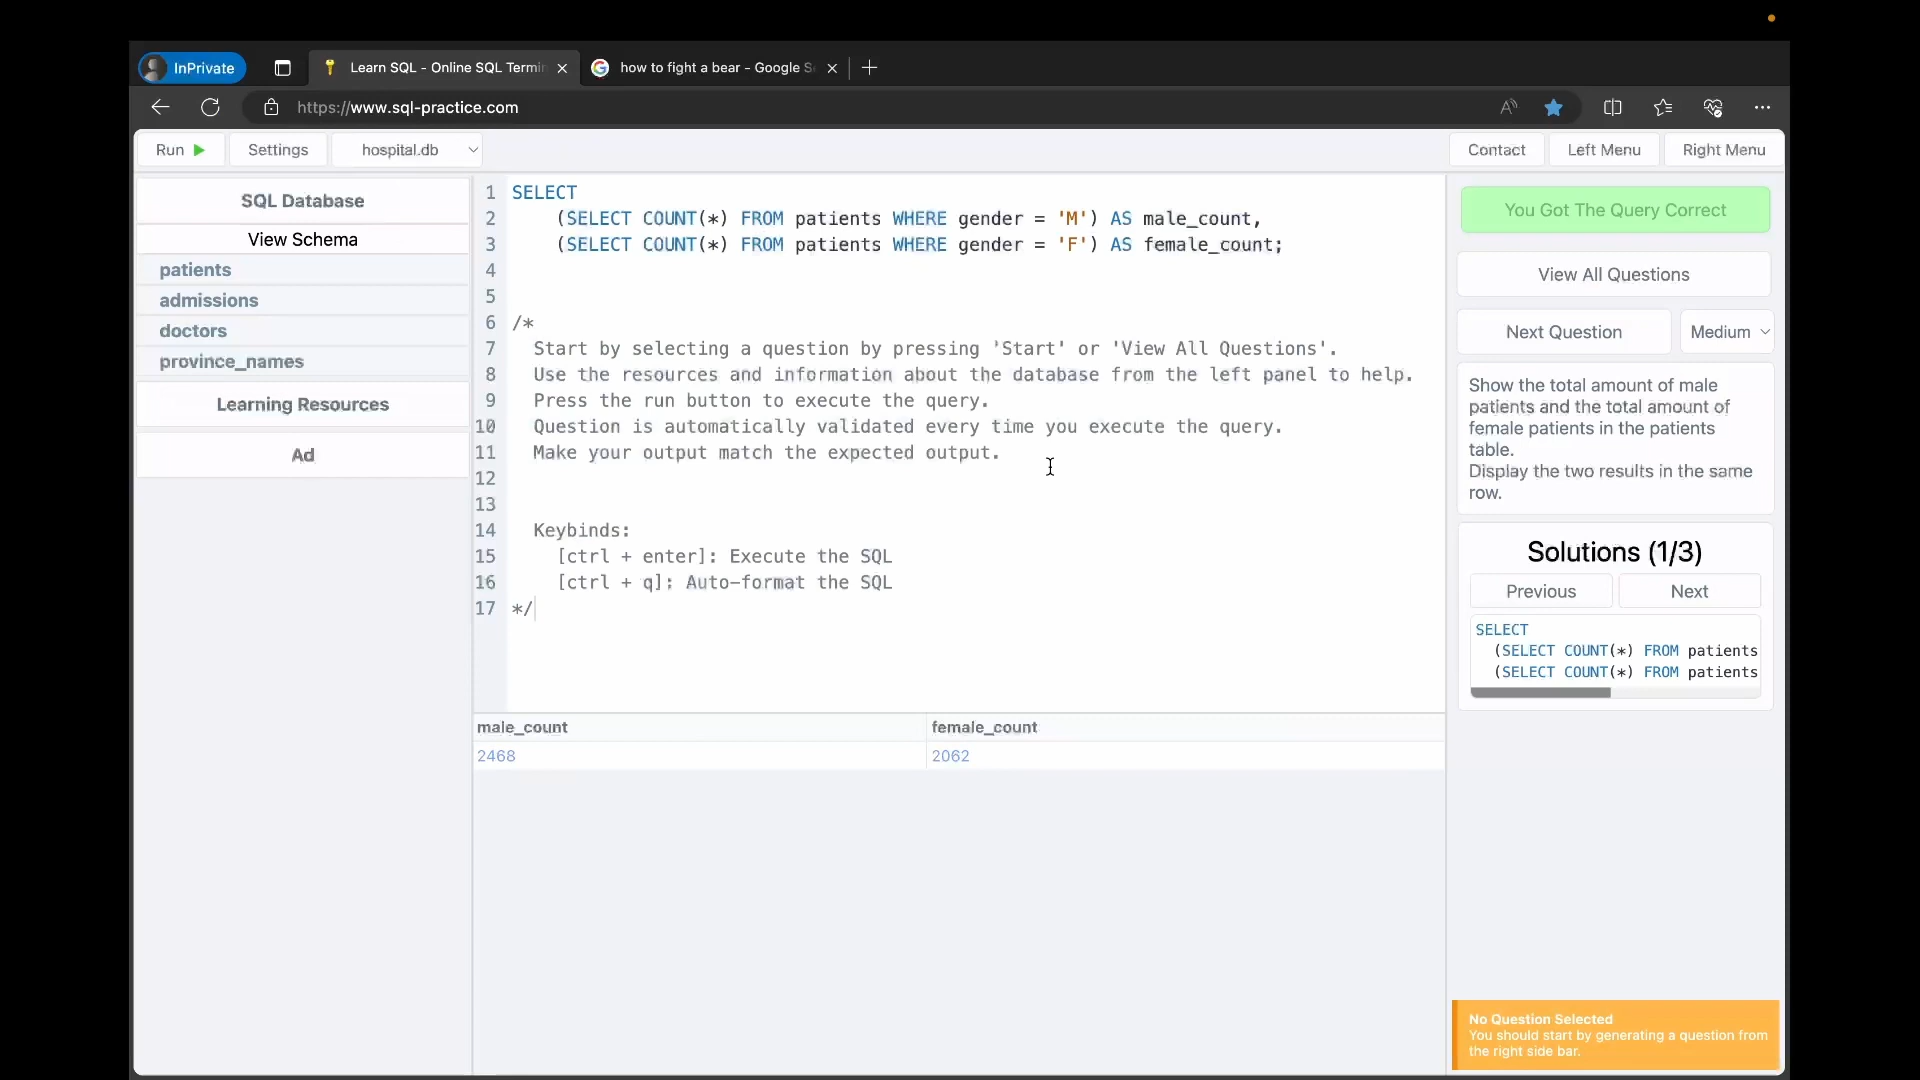 InPrivate
Learn SQL - Online SQL Termin
how to fight a bear - Google S
https://www.sql-practice.com
Run
Settings
hospital.db
Contact
Left Menu
Right Menu
SQL Database
View Schema
patients
admissions
doctors
province_names
Learning Resources
Ad
1 SELECT
2 (SELECT COUNT(*) FROM patients WHERE gender = 'M') AS male_count,
3 (SELECT COUNT(*) FROM patients WHERE gender = 'F') AS female_count;
4
5
6 /*
7 Start by selecting a question by pressing 'Start' or 'View All Questions'.
8 Use the resources and information about the database from the left panel to help.
9 Press the run button to execute the query.
10 Question is automatically validated every time you execute the query.
11 Make your output match the expected output.
12
13
14 Keybinds:
15 [ctrl + enter]: Execute the SQL
16 [ctrl + q]: Auto-format the SQL
17 */
male_count female_count
2468 2062
You Got The Query Correct
View All Questions
Next Question
Medium
Show the total amount of male
patients and the total amount of
female patients in the patients
table.
Display the two results in the same
row.
Solutions (1/3)
Previous
Next
SELECT
(SELECT COUNT(*) FROM patients
(SELECT COUNT(*) FROM patients
No Question Selected
You should start by generating a question from
the right side bar.